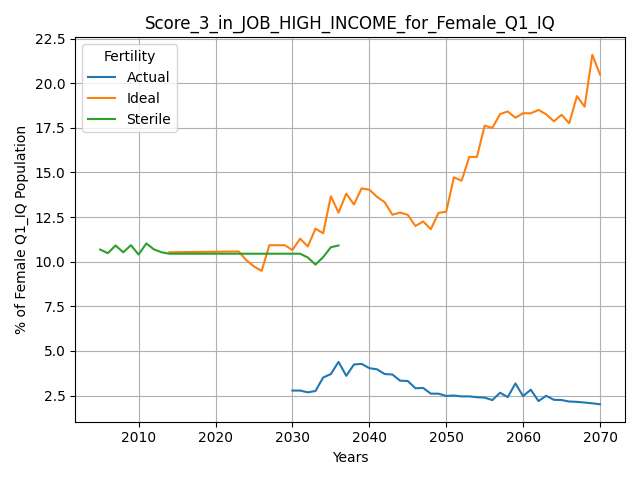 Score_3_in_JOB_HIGH_INCOME_for_Female_Q1_IQ
22.5
20.0
17.5
15.0
12.5
10.0
7.5
5.0
2.5
% of Female Q1_IQ Population
Fertility
Actual
Ideal
Sterile
2010
2020
2030
2040
2050
2060
2070
Years